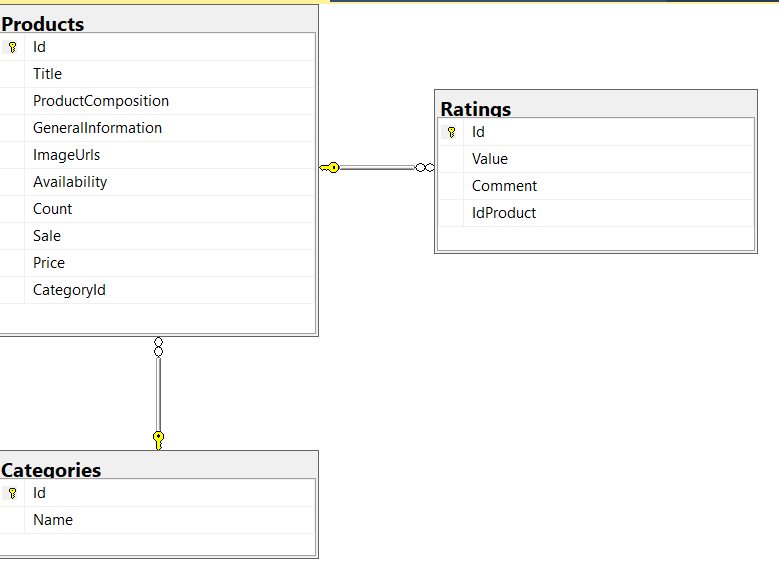 Products
Id
Title
ProductComposition
GeneralInformation
ImageUrls
Availability
Count
Sale
Price
CategoryId
Ratings
Id
Value
Comment
IdProduct
Categories
Id
Name